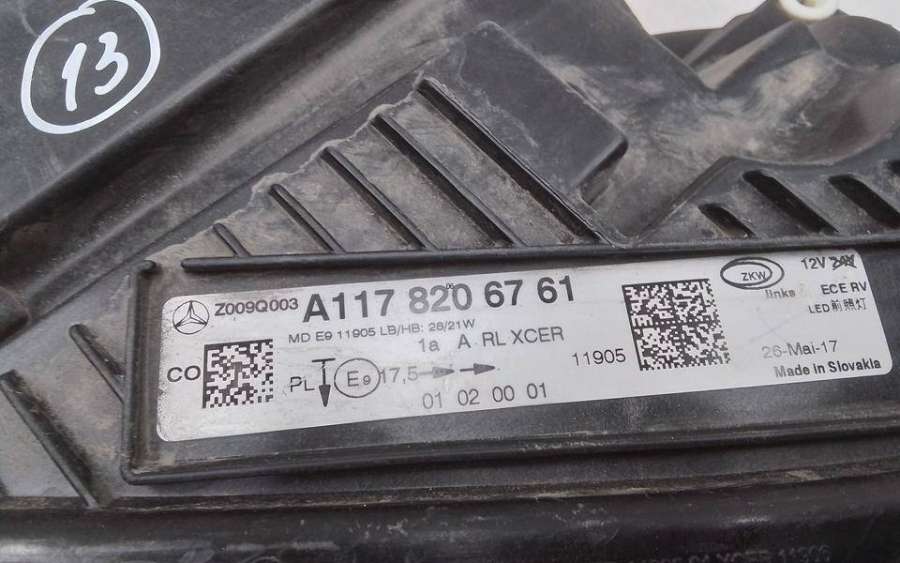 13
Z009Q003 A117 820 67 61
MD E9 11905 LB/HB: 26/21W
1a A RL XCER
CO
PL E9 17,5
11905
01 02 00 01
ZKW
12V 24V
links ECE RV
LED前照灯
26-Mai-17
Made in Slovakia